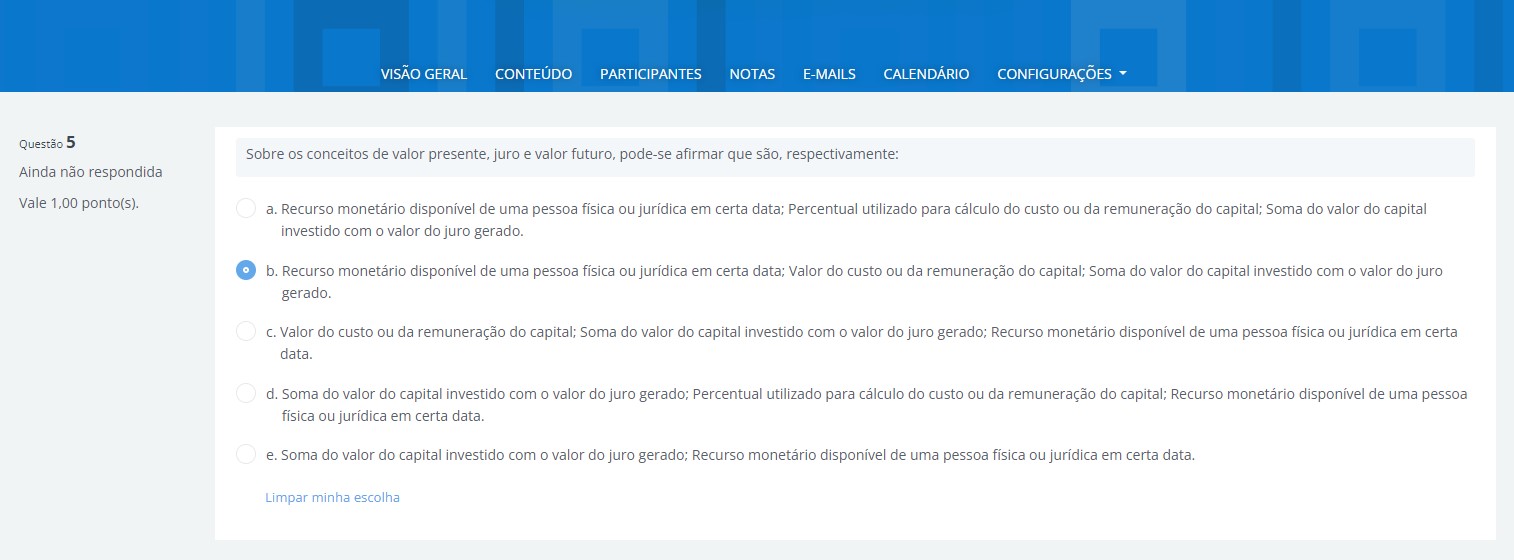 VISÃO GERAL CONTEÚDO PARTICIPANTES NOTAS E-MAILS CALENDÁRIO CONFIGURAÇÕES
Questão 5
Ainda não respondida
Vale 1,00 ponto(s).
Sobre os conceitos de valor presente, juro e valor futuro, pode-se afirmar que são, respectivamente:
a. Recurso monetário disponível de uma pessoa física ou jurídica em certa data; Percentual utilizado para cálculo do custo ou da remuneração do capital; Soma do valor do capital
investido com o valor do juro gerado.
b. Recurso monetário disponível de uma pessoa física ou jurídica em certa data; Valor do custo ou da remuneração do capital; Soma do valor do capital investido com o valor do juro
gerado.
c. Valor do custo ou da remuneração do capital; Soma do valor do capital investido com o valor do juro gerado; Recurso monetário disponível de uma pessoa física ou jurídica em certa
data.
d. Soma do valor do capital investido com o valor do juro gerado; Percentual utilizado para cálculo do custo ou da remuneração do capital; Recurso monetário disponível de uma pessoa
física ou jurídica em certa data.
e. Soma do valor do capital investido com o valor do juro gerado; Recurso monetário disponível de uma pessoa física ou jurídica em certa data.
Limpar minha escolha